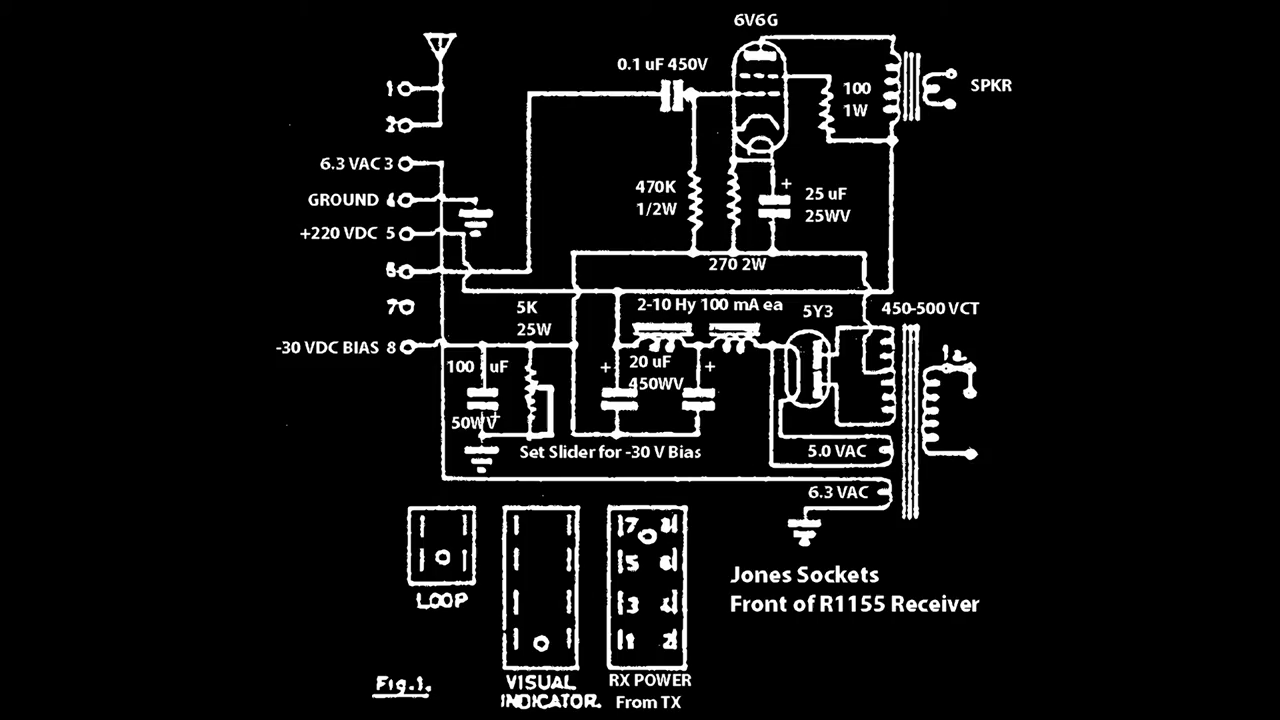 6V6G
0.1 uF 450V
1
2
6.3 VAC 3
GROUND 4
+220 VDC 5
6
7
-30 VDC BIAS 8
100
1W
SPKR
470K
1/2W
+
25 uF
25WV
270 2W
5K
25W
2-10 Hy 100 mA ea
5Y3
450-500 VCT
100 uF
50WV
+
+
20 uF
450WV
+
Set Slider for -30 V Bias
5.0 VAC
6.3 VAC
7 8
5 6
3 4
1 2
LOOP
VISUAL
INDICATOR.
RX POWER
From TX
Jones Sockets
Front of R1155 Receiver
Fig.1.